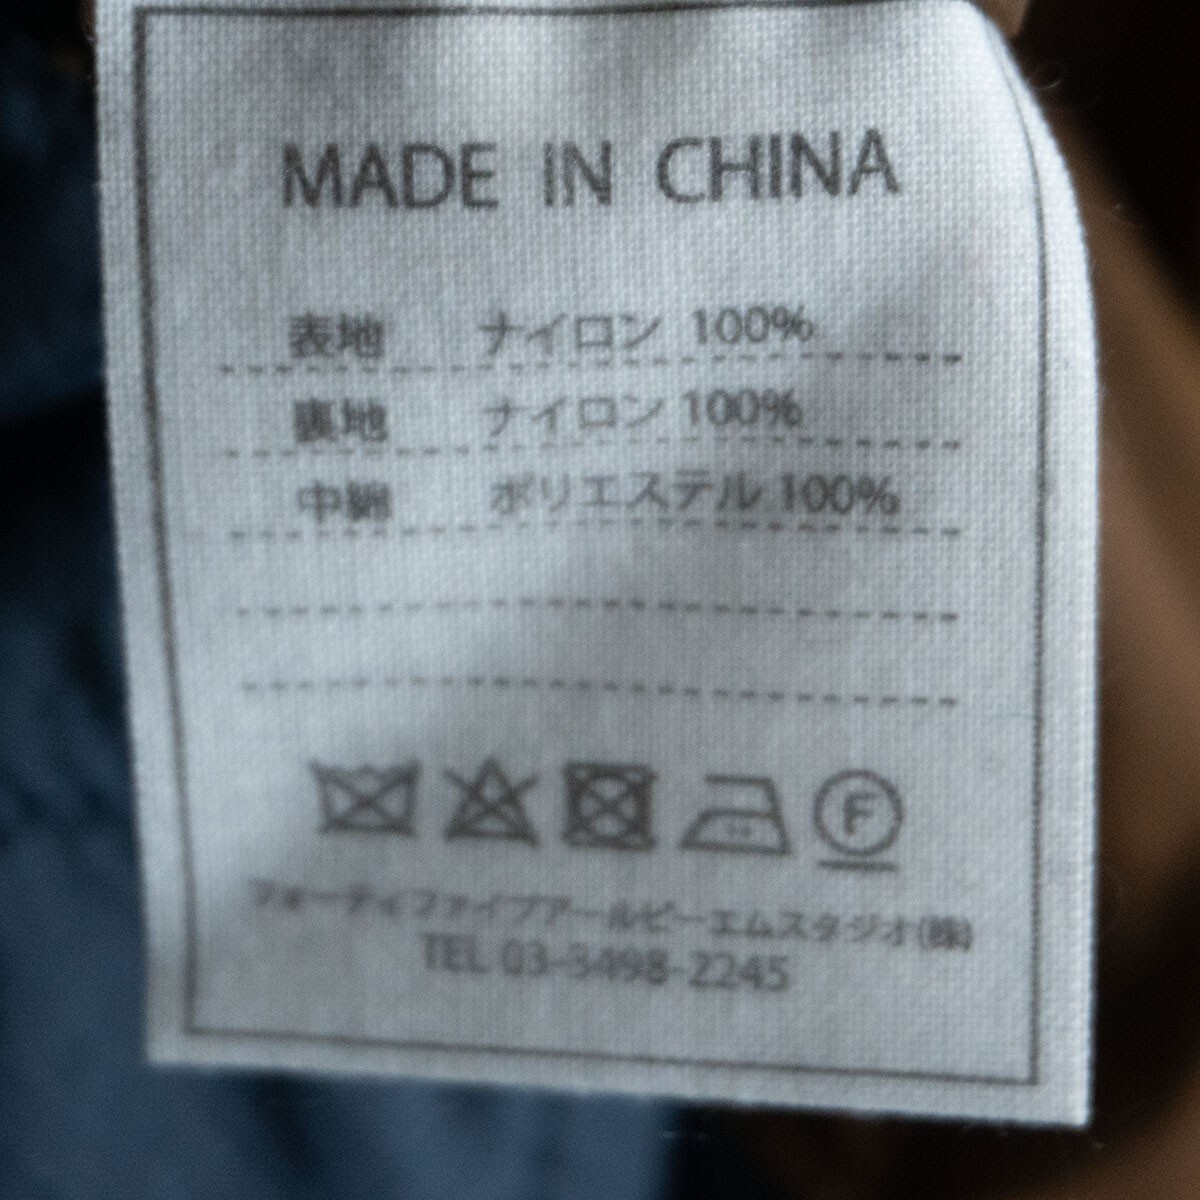 MADE IN CHINA
表地 ナイロン 100%
裏地 ナイロン 100%
中綿 ポリエステル 100%
F
フォーティファイブアールピーエムスタジオ(株)
TEL 03-3498-2245